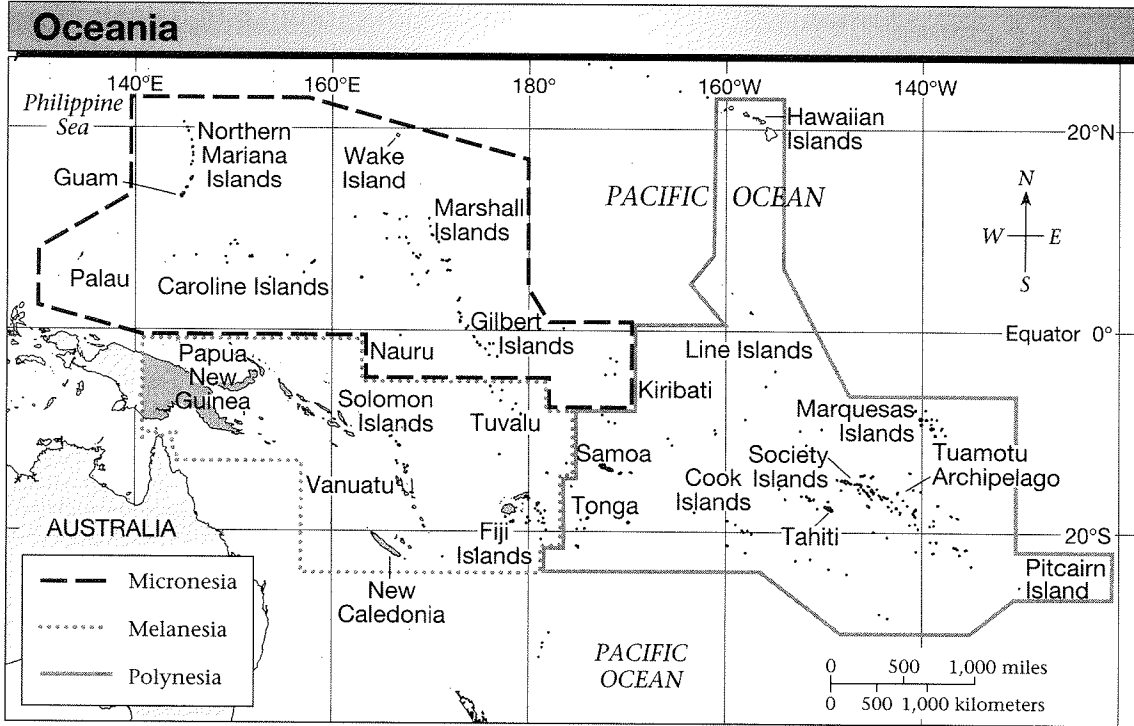 Oceania
140°E
160°E
180°
160°W
140°W
Philippine
Sea
Northern
Mariana
Islands
Guam
Wake
Island
Hawaiian
Islands
20°N
PACIFIC OCEAN
Marshall
Islands
N
W
E
S
Palau
Caroline Islands
Gilbert
Islands
Equator 0°
Nauru
Line Islands
Papua
New
Guinea
Kiribati
Solomon
Islands
Tuvalu
Marquesas
Islands
Samoa
Society
Islands
Tuamotu
Archipelago
Vanuatu
Cook
Islands
Tonga
Fiji
Islands
Tahiti
20°S
AUSTRALIA
Pitcairn
Island
New
Caledonia
Micronesia
Melanesia
Polynesia
PACIFIC
OCEAN
0 500 1,000 miles
0 500 1,000 kilometers